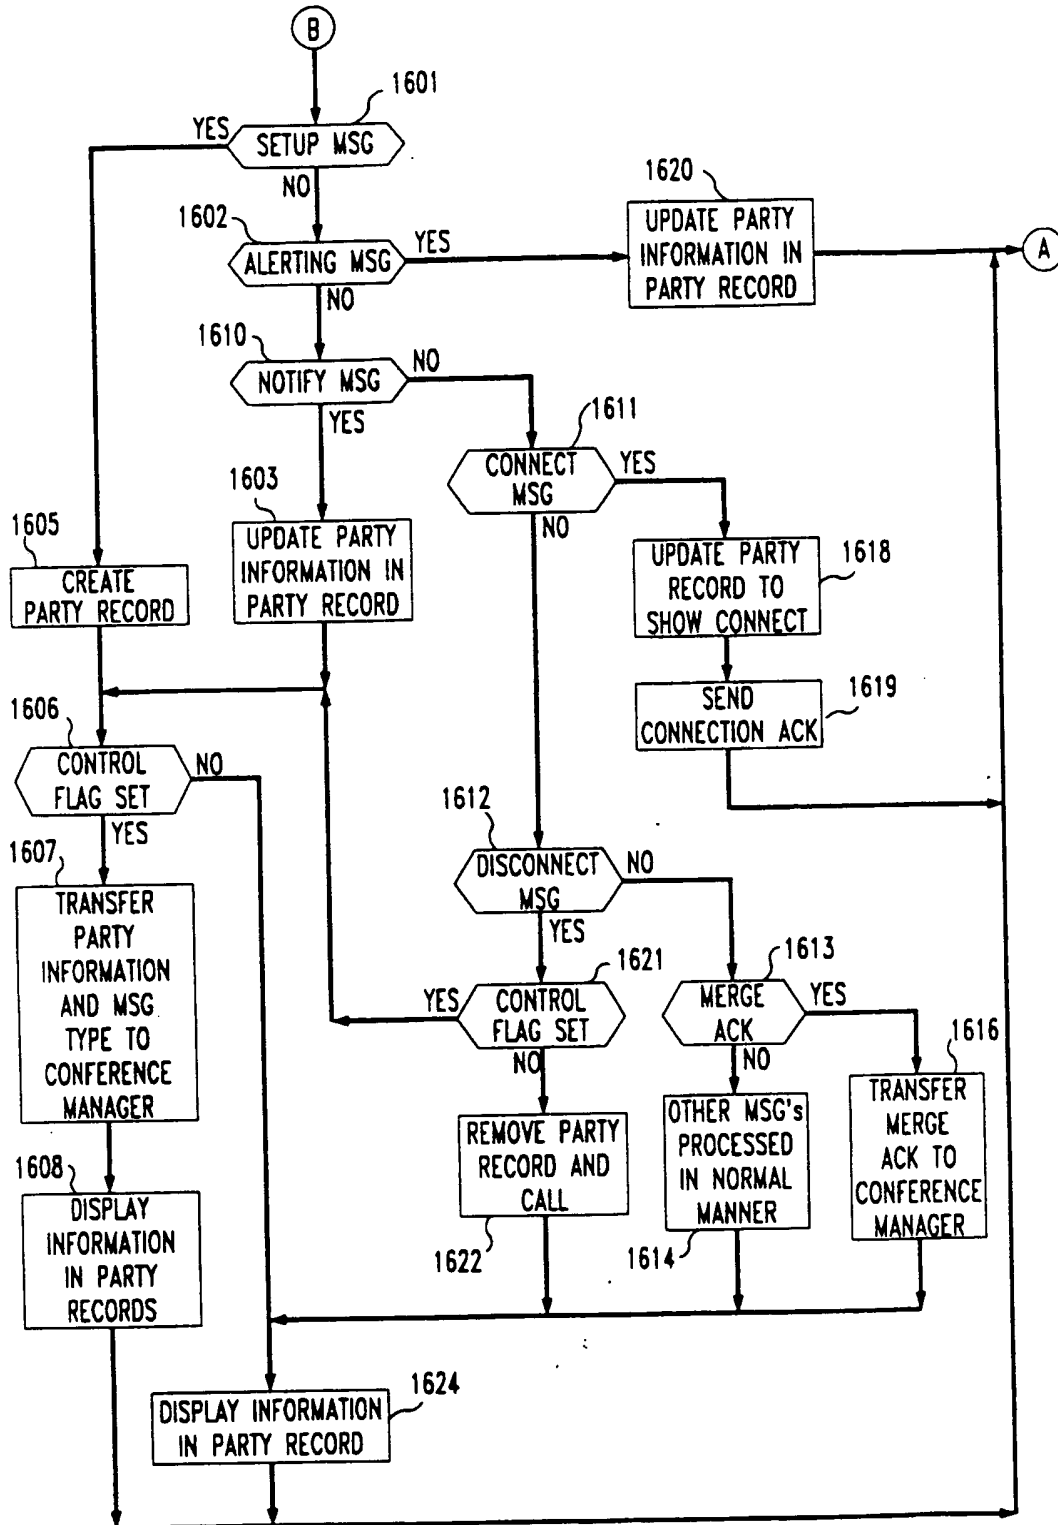 B
1601
YES
SETUP MSG
NO
1620
1602
UPDATE PARTY
INFORMATION IN
PARTY RECORD
A
ALERTING MSG
YES
NO
1610
NOTIFY MSG
NO
YES
1611
CONNECT
MSG
YES
NO
1603
UPDATE PARTY
INFORMATION IN
PARTY RECORD
1605
CREATE
PARTY RECORD
UPDATE PARTY
RECORD TO
SHOW CONNECT
1618
SEND
CONNECTION ACK
1619
1606
CONTROL
FLAG SET
NO
YES
1612
DISCONNECT
MSG
NO
YES
1607
TRANSFER
PARTY
INFORMATION
AND MSG
TYPE TO
CONFERENCE
MANAGER
1621
YES
CONTROL
FLAG SET
NO
1613
MERGE
ACK
YES
NO
1616
TRANSFER
MERGE
ACK TO
CONFERENCE
MANAGER
REMOVE PARTY
RECORD AND
CALL
1622
OTHER MSG's
PROCESSED
IN NORMAL
MANNER
1614
1608
DISPLAY
INFORMATION
IN PARTY
RECORDS
DISPLAY INFORMATION
IN PARTY RECORD
1624